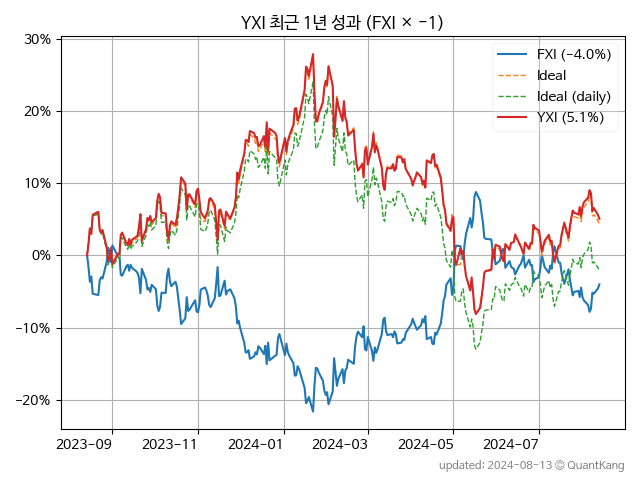 YXI 최근 1년 성과 (FXI × -1)
30%
20%
10%
0%
−10%
−20%
FXI (-4.0%)
Ideal
Ideal (daily)
YXI (5.1%)
2023-09
2023-11
2024-01
2024-03
2024-05
2024-07
updated: 2024-08-13 © QuantKang